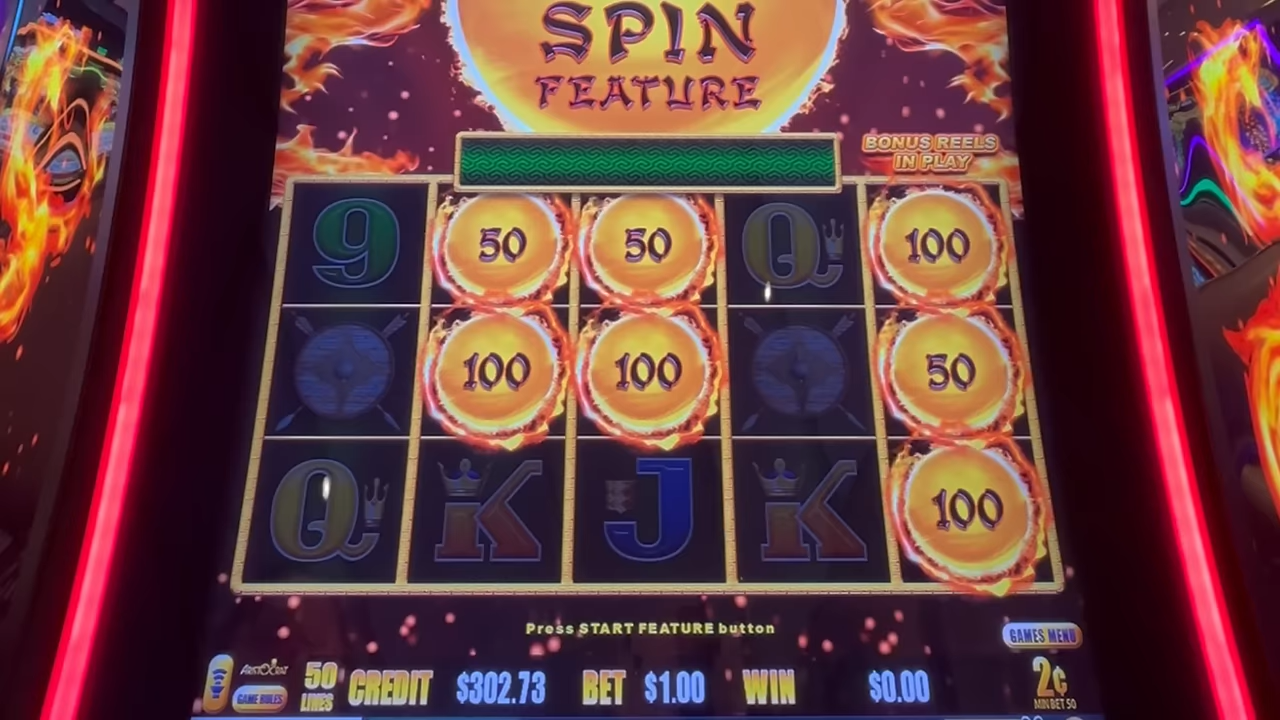 SPIN
FEATURE
BONUS REELS
IN PLAY
9 50 50 Q 100
100 100 50
Q K J K 100
Press START FEATURE button
GAMES MENU
ARISTOCRAT
GAME RULES
50
LINES
CREDIT $302.73 BET $1.00 WIN $0.00
2¢
MIN BET 50